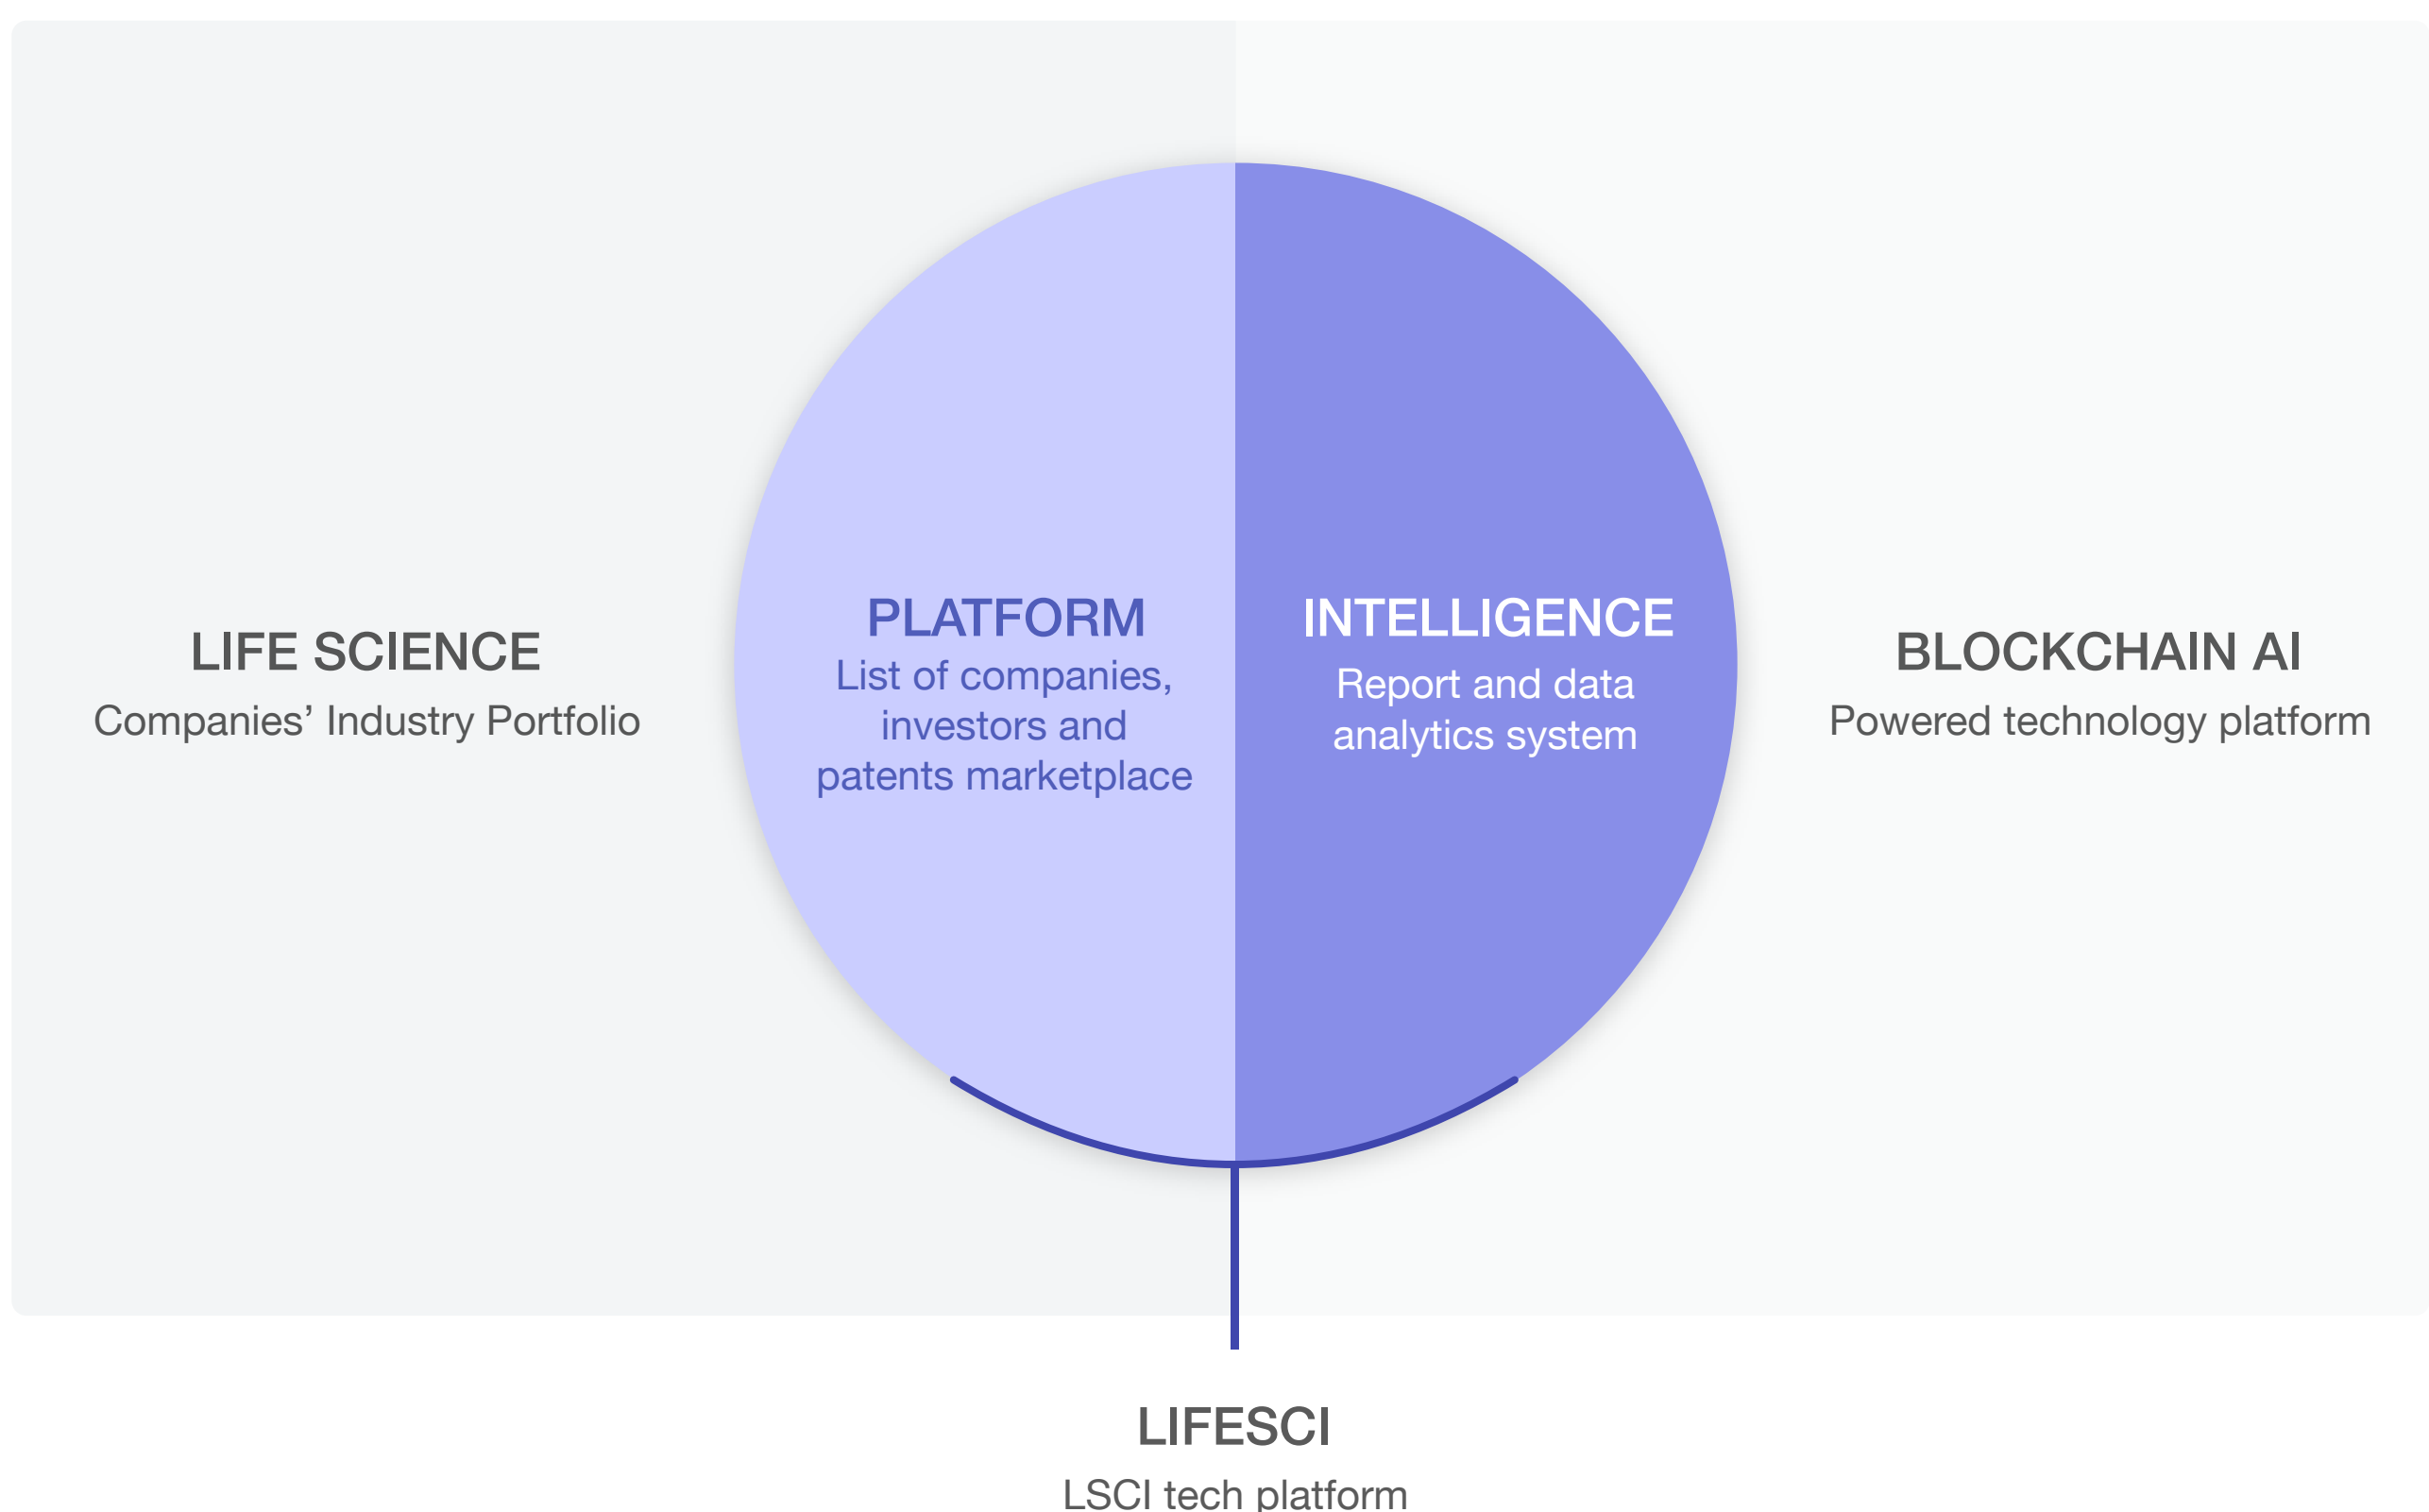 LIFE SCIENCE
Companies’ Industry Portfolio
PLATFORM
List of companies,
investors and
patents marketplace
INTELLIGENCE
Report and data
analytics system
BLOCKCHAIN AI
Powered technology platform
LIFESCI
LSCI tech platform